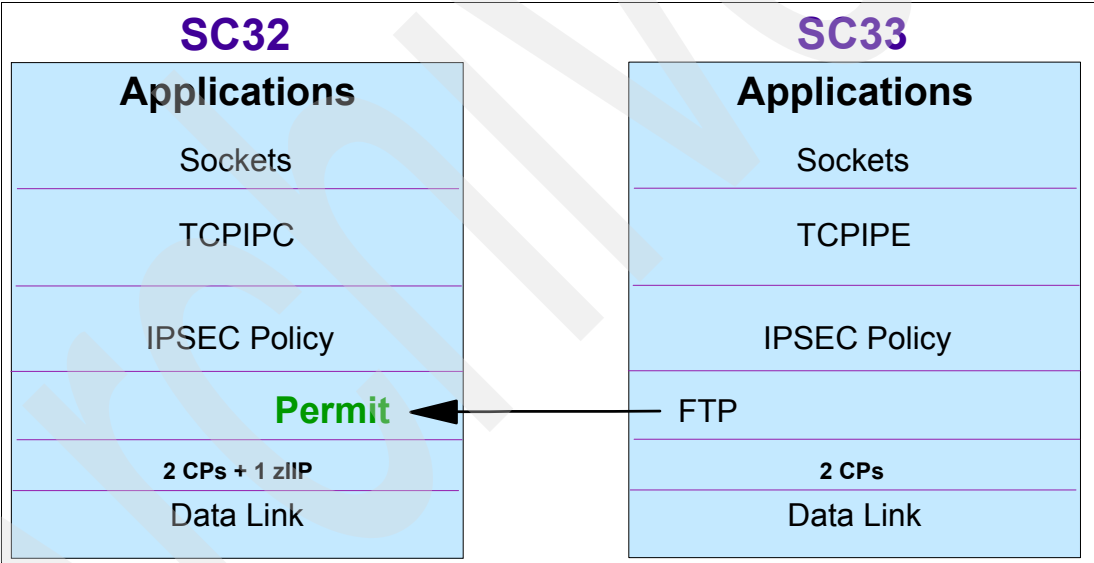 SC32
Applications
Sockets
TCPIPC
IPSEC Policy
Permit
2 CPs + 1 zIIP
Data Link
SC33
Applications
Sockets
TCPIPE
IPSEC Policy
FTP
2 CPs
Data Link